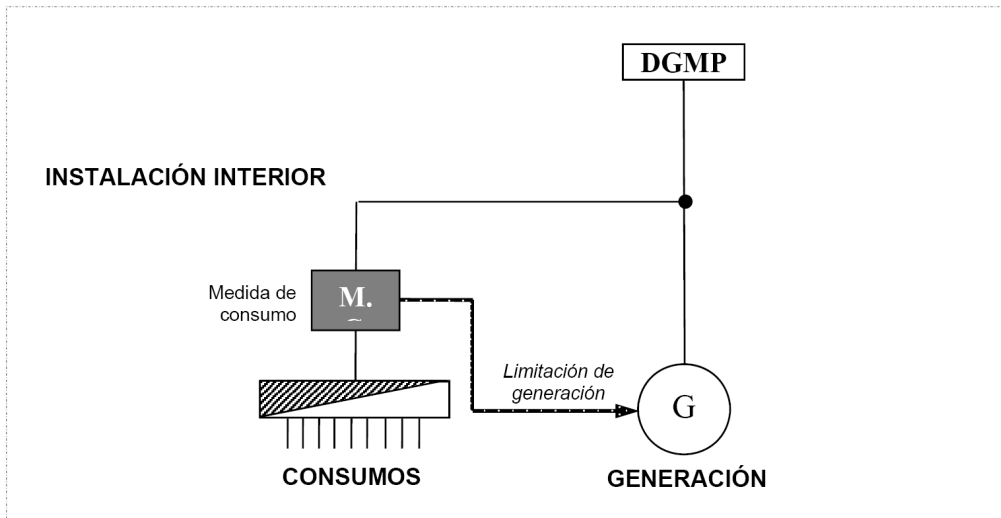 DGMP
INSTALACIÓN INTERIOR
Medida de
consumo
M.
~
Limitación de
generación
G
CONSUMOS
GENERACIÓN